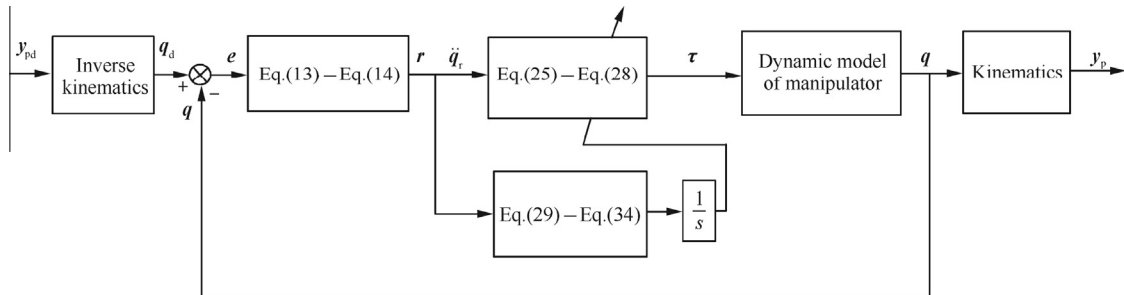 y_pd
Inverse
kinematics
q_d
+
−
q
e
Eq.(13)–Eq.(14)
r
q̈_r
Eq.(25)–Eq.(28)
τ
Dynamic model
of manipulator
q
Kinematics
y_p
Eq.(29)–Eq.(34)
1
s